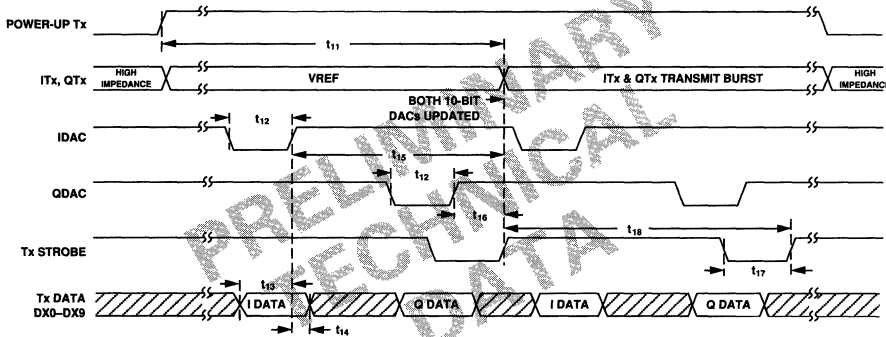 POWER-UP Tx
t11
ITx, QTx
HIGH IMPEDANCE
VREF
ITx & QTx TRANSMIT BURST
HIGH IMPEDANCE
BOTH 10-BIT
DACs UPDATED
IDAC
t12
t15
QDAC
t12
t16
Tx STROBE
t18
t17
Tx DATA
DX0–DX9
t13
I DATA
Q DATA
I DATA
Q DATA
t14
PRELIMINARY
TECHNICAL
DATA